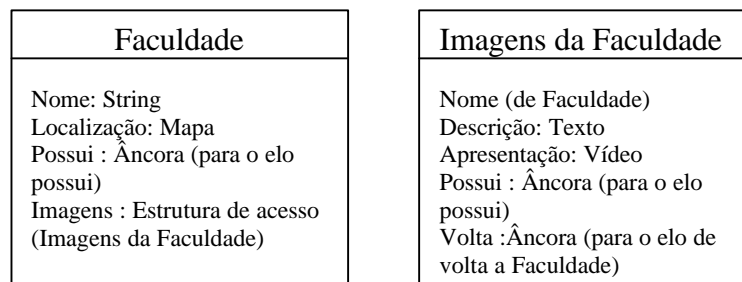 Faculdade
Nome: String
Localização: Mapa
Possui : Âncora (para o elo
possui)
Imagens : Estrutura de acesso
(Imagens da Faculdade)
Imagens da Faculdade
Nome (de Faculdade)
Descrição: Texto
Apresentação: Vídeo
Possui : Âncora (para o elo
possui)
Volta :Âncora (para o elo de
volta a Faculdade)